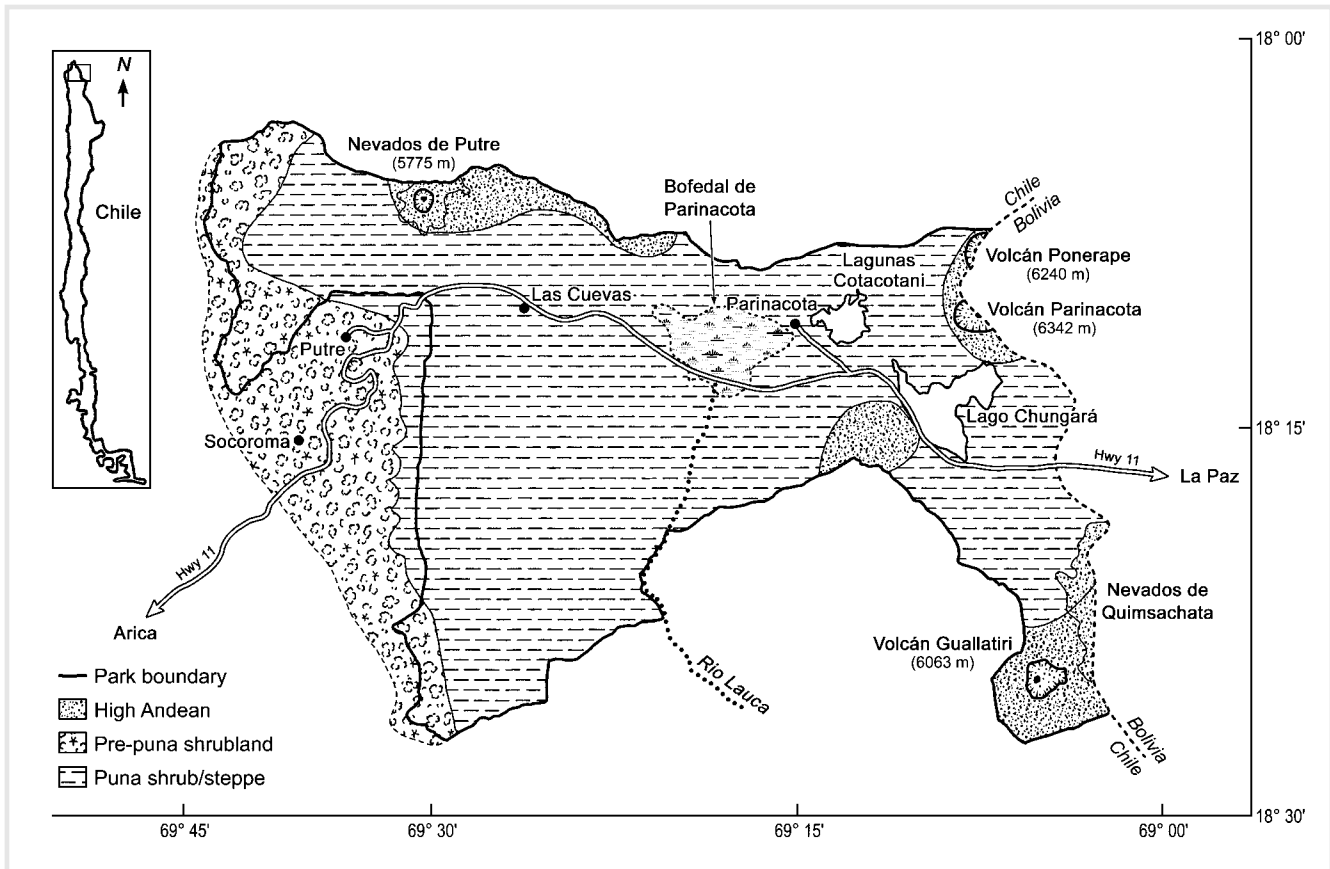 N
Chile
18° 00'
Nevados de Putre
(5775 m)
Bofedal de
Parinacota
Chile
Bolivia
Lagunas
Cotacotani
Volcán Ponerape
(6240 m)
Las Cuevas
Parinacota
Volcán Parinacota
(6342 m)
Putre
Socoroma
Lago Chungará
18° 15'
Hwy 11
La Paz
Hwy 11
Arica
Nevados de
Quimsachata
Volcán Guallatiri
(6063 m)
Río Lauca
Bolivia
Chile
Park boundary
High Andean
Pre-puna shrubland
Puna shrub/steppe
18° 30'
69° 45'
69° 30'
69° 15'
69° 00'